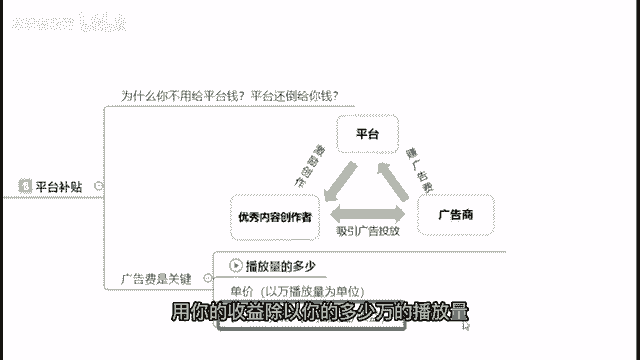 为什么你不用给平台钱?平台还倒给你钱?
平台
赚广告费
平台补贴
优秀内容创作者
广告商
吸引广告投放
播放量的多少
广告费是关键
单价(以万播放量为单位)
用你的收益除以你的多少万的播放量